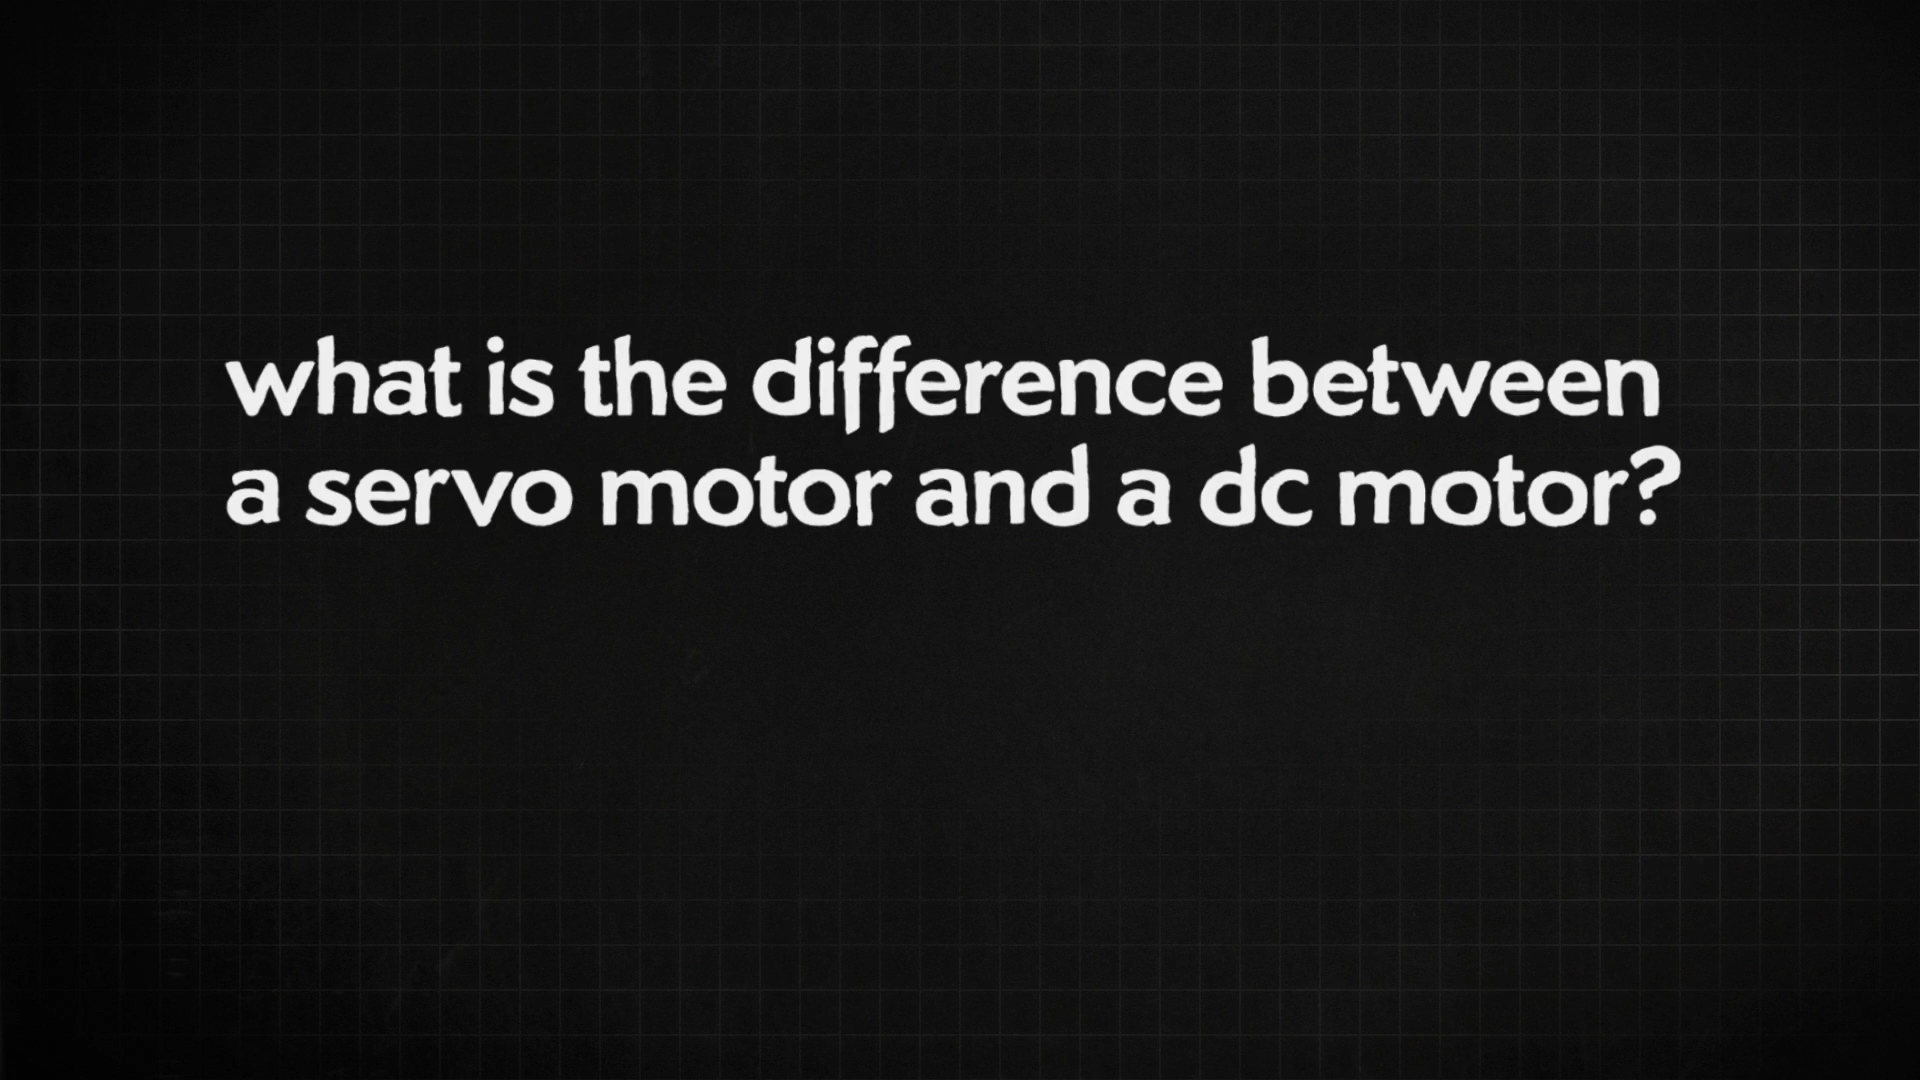 what is the difference between
a servo motor and a dc motor?